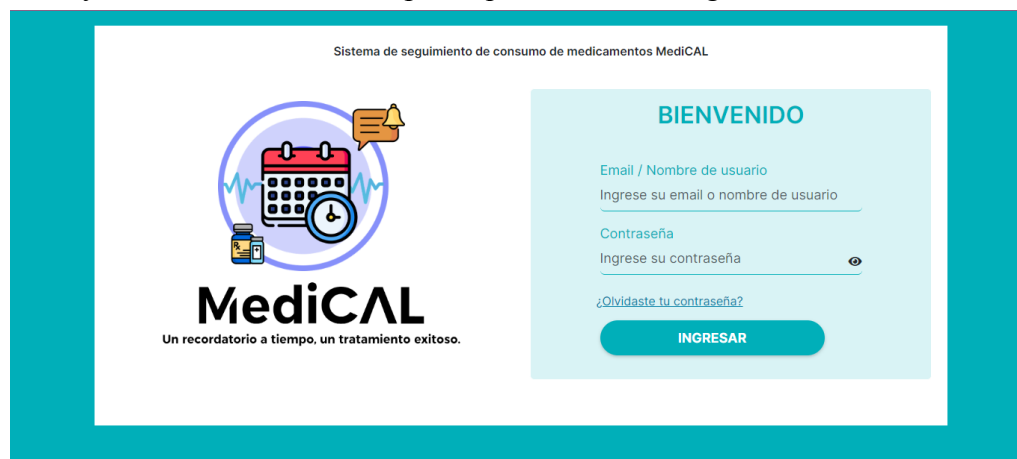 Sistema de seguimiento de consumo de medicamentos MediCAL
BIENVENIDO
Email / Nombre de usuario
Ingrese su email o nombre de usuario
Contraseña
Ingrese su contraseña
¿Olvidaste tu contraseña?
INGRESAR
Rx
MediCAL
Un recordatorio a tiempo, un tratamiento exitoso.